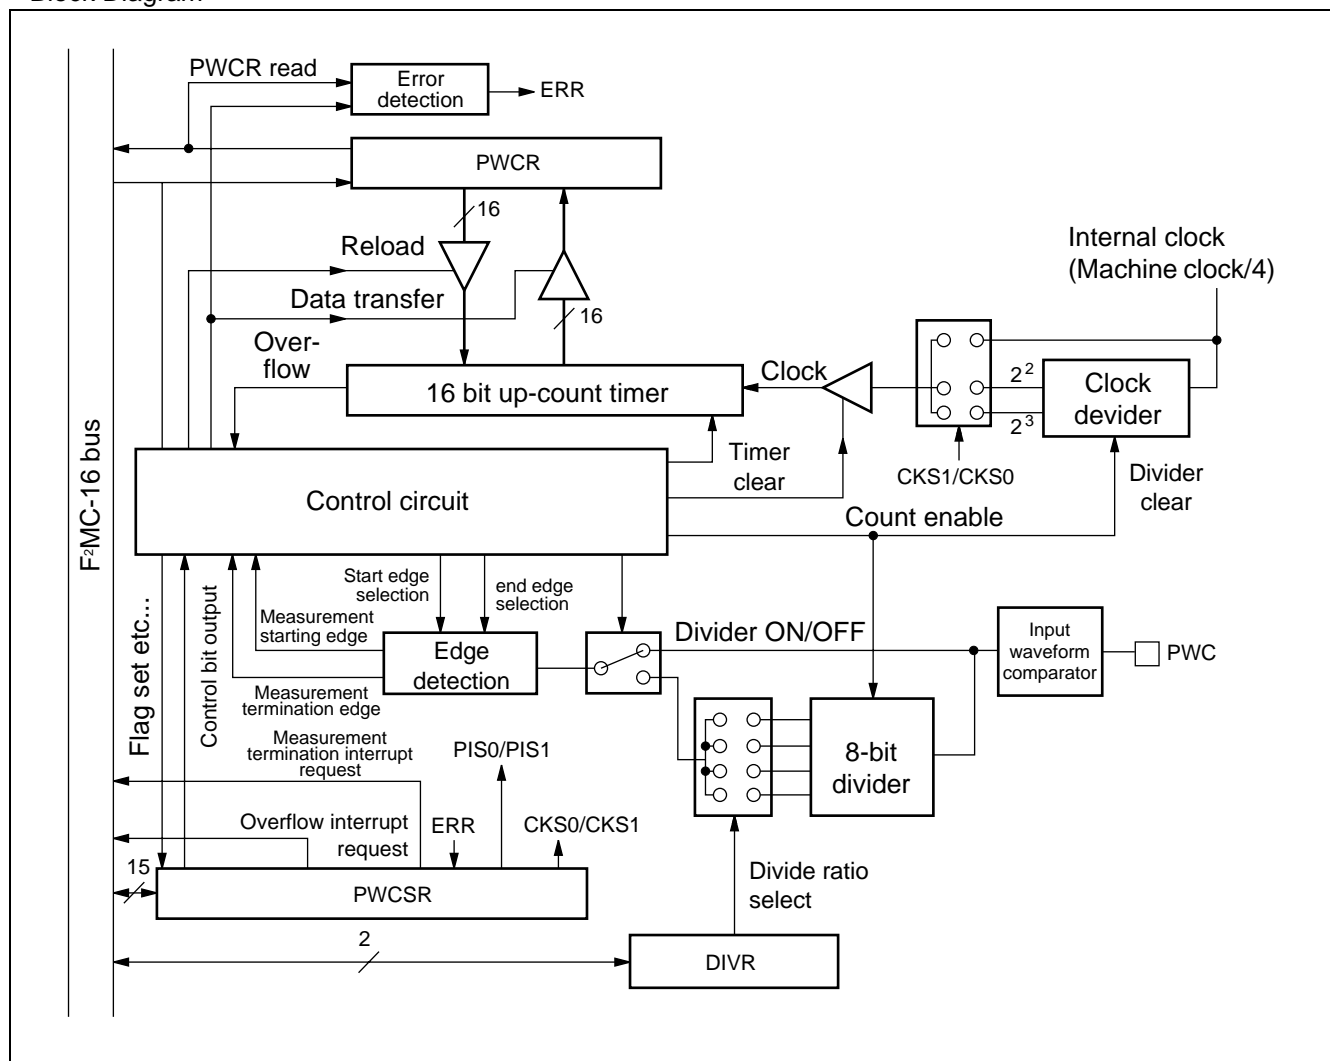 Block Diagram
PWCR read
Error
detection
ERR
PWCR
16
Reload
Internal clock
(Machine clock/4)
Data transfer
16
Over-
flow
16 bit up-count timer
Clock
2²
2³
Clock
devider
CKS1/CKS0
Timer
clear
Divider
clear
Control circuit
Count enable
F²MC-16 bus
Flag set etc...
Control bit output
Start edge
selection
end edge
selection
Measurement
starting edge
Edge
detection
Measurement
termination edge
Divider ON/OFF
Input
waveform
comparator
PWC
8-bit
divider
Measurement
termination interrupt
request
PIS0/PIS1
Overflow interrupt
request
ERR
CKS0/CKS1
15
PWCSR
Divide ratio
select
2
DIVR